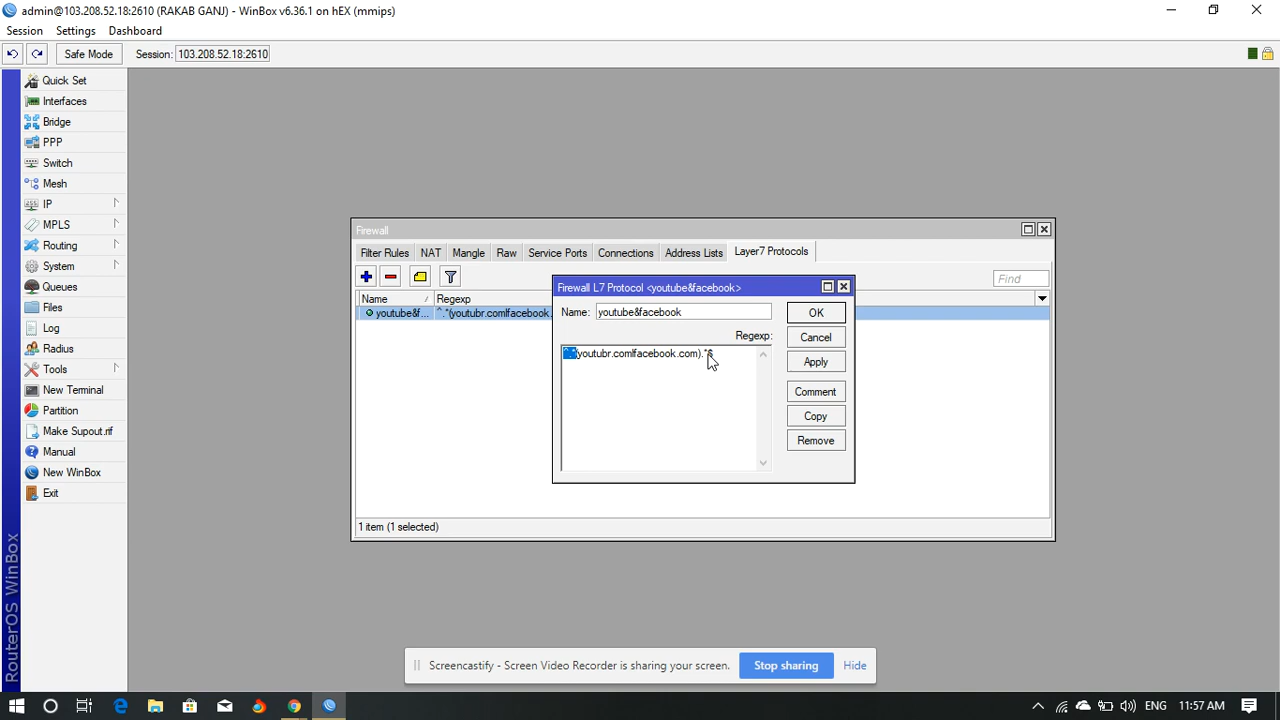 admin@103.208.52.18:2610 (RAKAB GANJ) - WinBox v6.36.1 on hEX (mmips)
Session Settings Dashboard
Safe Mode Session: 103.208.52.18:2610
Quick Set
Interfaces
Bridge
PPP
Switch
Mesh
IP
MPLS
Routing
System
Queues
Files
Log
Radius
Tools
New Terminal
Partition
Make Supout.rif
Manual
New WinBox
Exit
RouterOS WinBox
Firewall
Filter Rules NAT Mangle Raw Service Ports Connections Address Lists Layer7 Protocols
Find
Name Regexp
youtube&f... ^.*(youtubr.com|facebook.
1 item (1 selected)
Firewall L7 Protocol <youtube&facebook>
Name: youtube&facebook
Regexp:
^.*(youtubr.com|facebook.com).*$
OK
Cancel
Apply
Comment
Copy
Remove
Screencastify - Screen Video Recorder is sharing your screen. Stop sharing Hide
ENG 11:57 AM